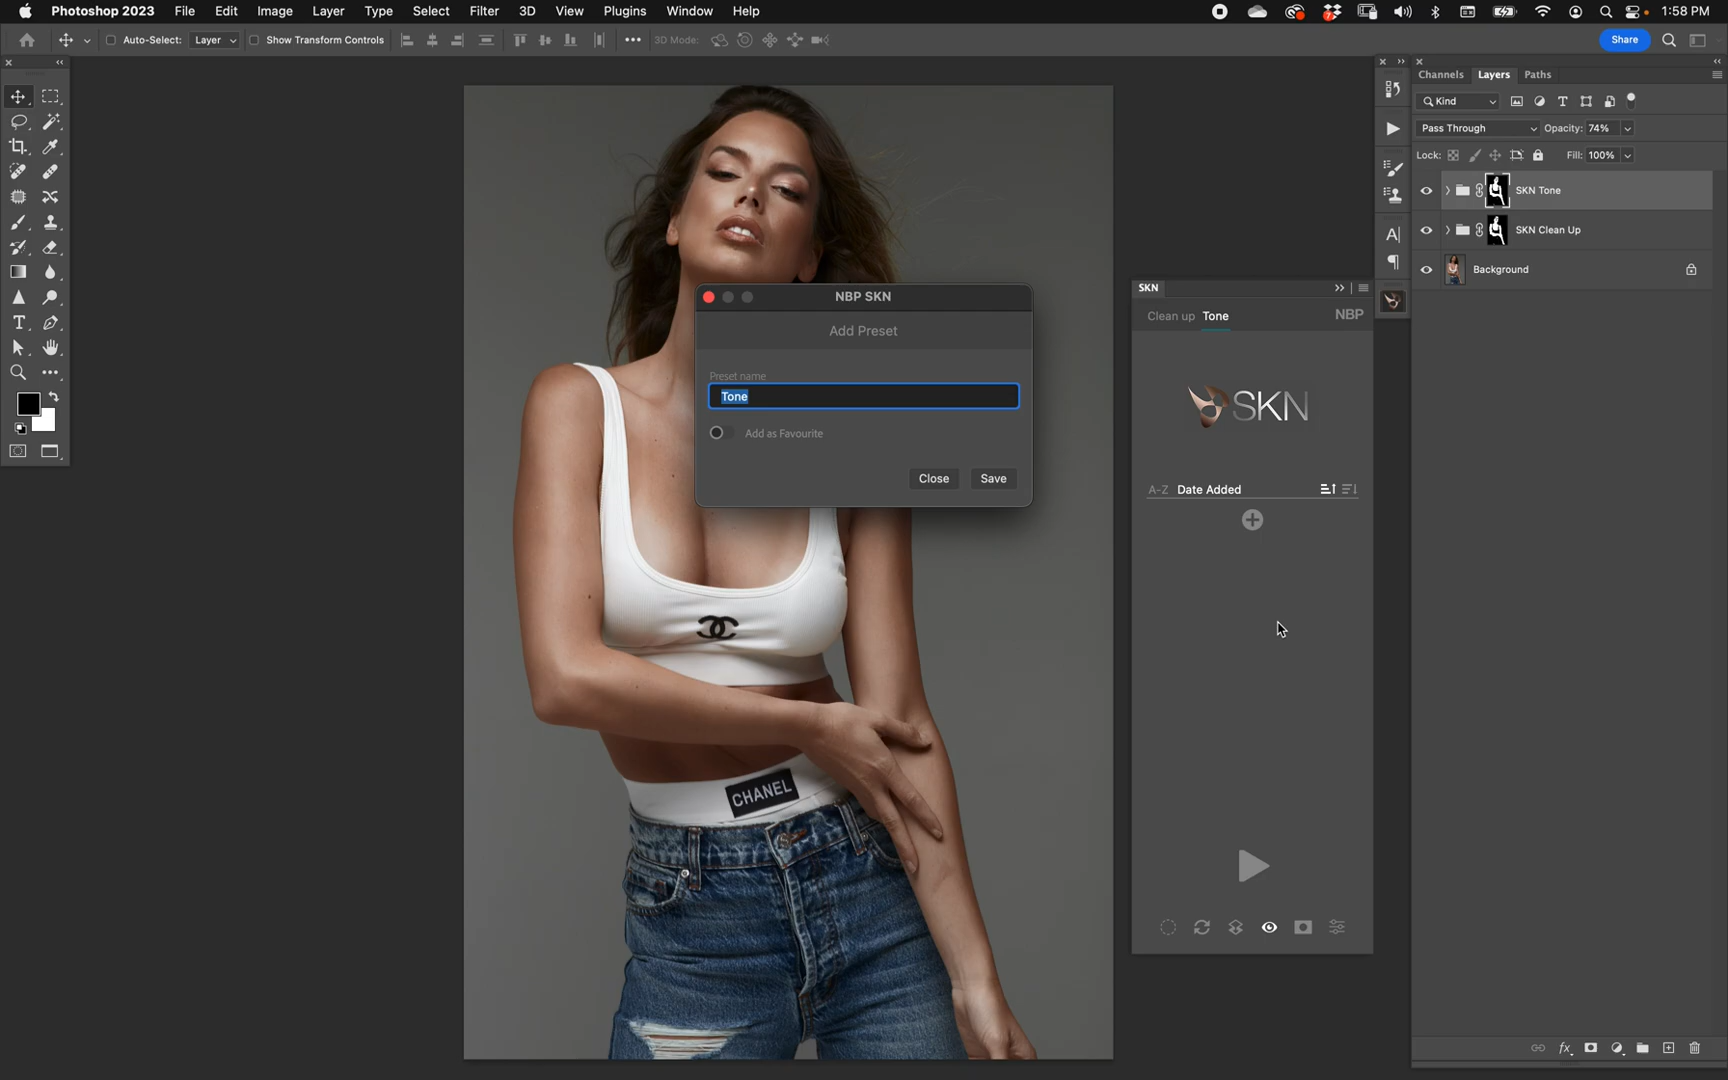 Photoshop 2023 File Edit Image Layer Type Select Filter 3D View Plugins Window Help 1:58 PM
Auto-Select: Layer Show Transform Controls 3D Mode: Share
Channels Layers Paths
Kind
Pass Through Opacity: 74%
Lock: Fill: 100%
SKN Tone
SKN Clean Up
Background
NBP SKN
Add Preset
Preset name
Tone
Add as Favourite
Close Save
SKN
Clean up Tone NBP
SKN
A-Z Date Added
CHANEL